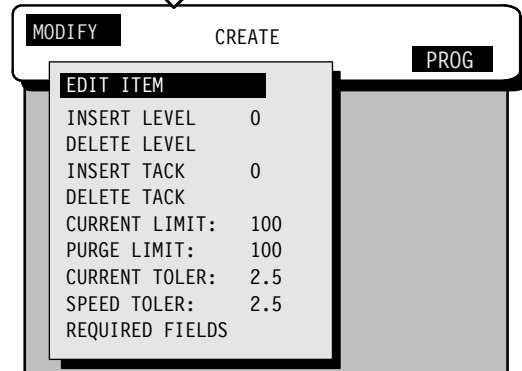 MODIFY
CREATE
PROG
EDIT ITEM
INSERT LEVEL 0
DELETE LEVEL
INSERT TACK 0
DELETE TACK
CURRENT LIMIT: 100
PURGE LIMIT: 100
CURRENT TOLER: 2.5
SPEED TOLER: 2.5
REQUIRED FIELDS